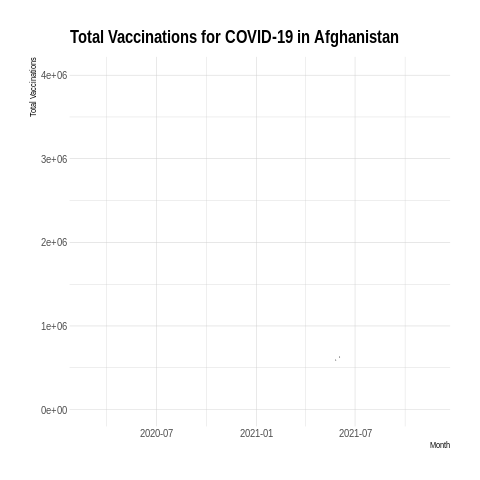 Total Vaccinations for COVID-19 in Afghanistan
Total Vaccinations
4e+06
3e+06
2e+06
1e+06
0e+00
2020-07 2021-01 2021-07
Month